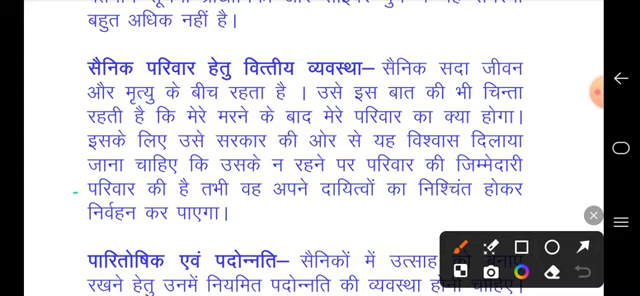 बहुत अधिक नहीं है।
सैनिक परिवार हेतु वित्तीय व्यवस्था– सैनिक सदा जीवन
और मृत्यु के बीच रहता है । उसे इस बात की भी चिन्ता
रहती है कि मेरे मरने के बाद मेरे परिवार का क्या होगा।
इसके लिए उसे सरकार की ओर से यह विश्वास दिलाया
जाना चाहिए कि उसके न रहने पर परिवार की जिम्मेदारी
परिवार की है तभी वह अपने दायित्वों का निश्चिंत होकर
निर्वहन कर पाएगा।
पारितोषिक एवं पदोन्नति– सैनिकों में उत्साह
रखने हेतु उनमें नियमित पदोन्नति की व्यवस्था